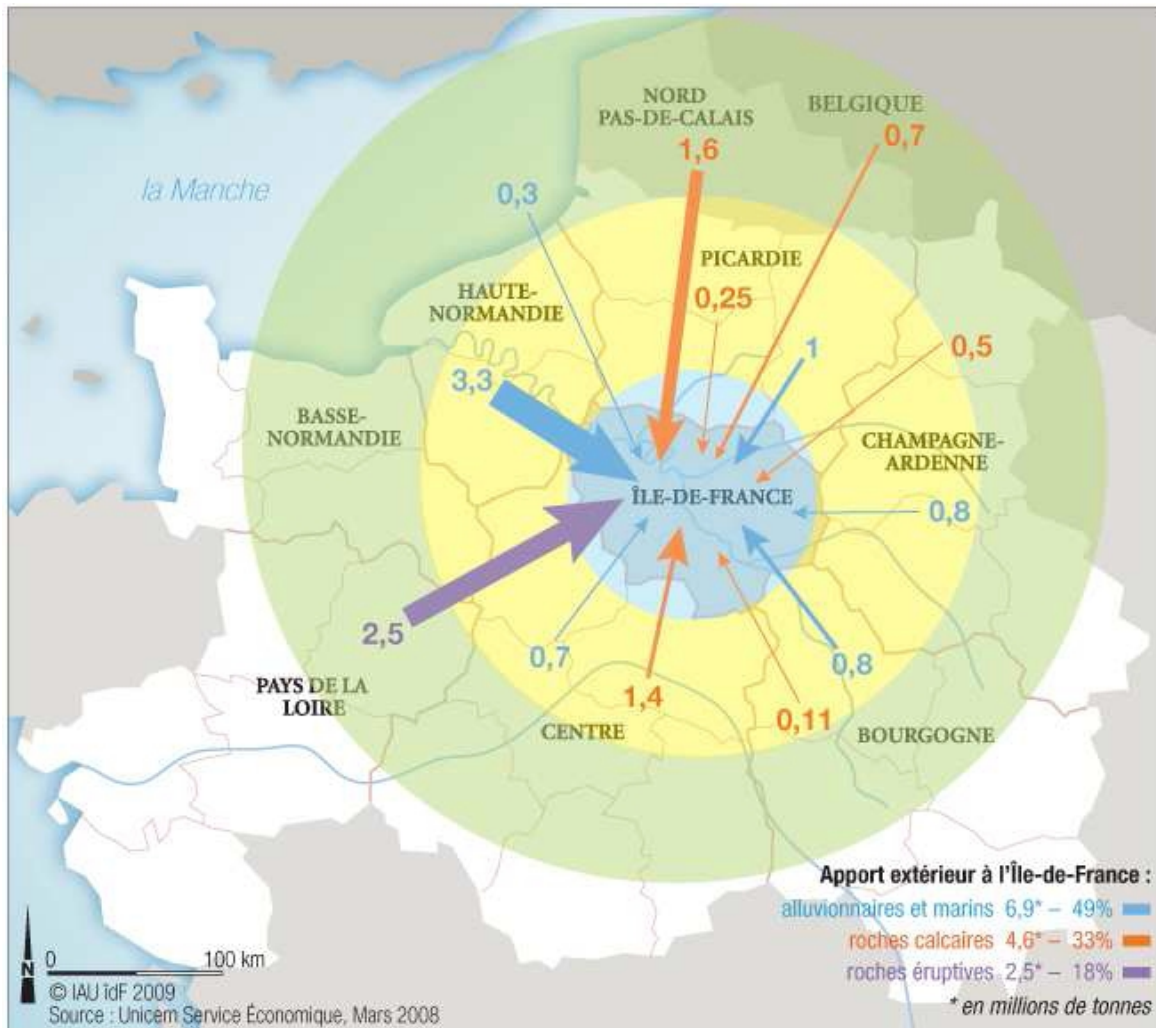 NORD
PAS-DE-CALAIS
BELGIQUE
1,6
0,7
la Manche
0,3
PICARDIE
HAUTE-
NORMANDIE
0,25
1
0,5
3,3
BASSE-
NORMANDIE
CHAMPAGNE-
ARDENNE
ÎLE-DE-FRANCE
0,8
2,5
0,7
0,8
PAYS DE LA
LOIRE
1,4
0,11
CENTRE
BOURGOGNE
Apport extérieur à l'Île-de-France :
alluvionnaires et marins 6,9* – 49%
roches calcaires 4,6* – 33%
roches éruptives 2,5* – 18%
* en millions de tonnes
N
0 100 km
© IAU îdF 2009
Source : Unicem Service Économique, Mars 2008